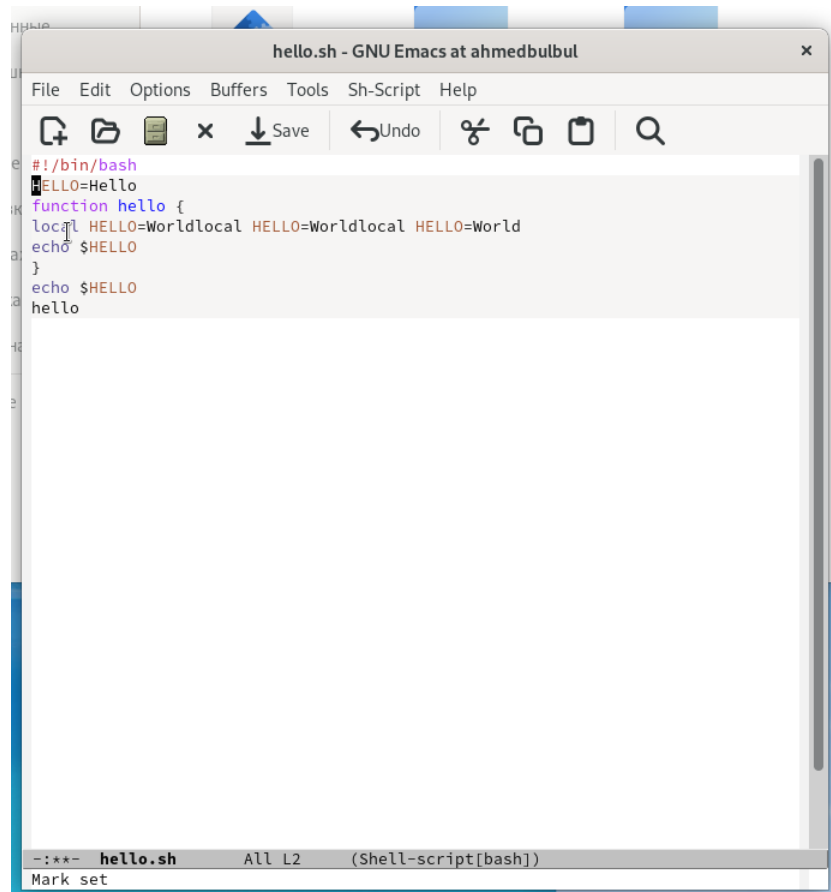 нные
hello.sh - GNU Emacs at ahmedbulbul ×
File Edit Options Buffers Tools Sh-Script Help
Save Undo
#!/bin/bash
HELLO=Hello
function hello {
local HELLO=Worldlocal HELLO=Worldlocal HELLO=World
echo $HELLO
}
echo $HELLO
hello
-:**- hello.sh All L2 (Shell-script[bash])
Mark set